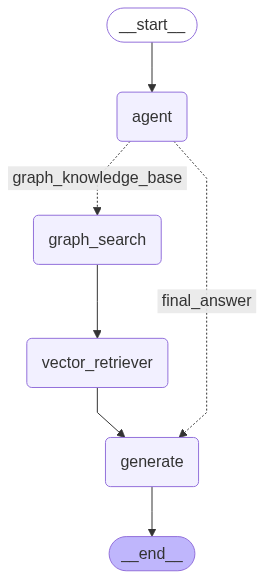 __start__
agent
graph_knowledge_base
graph_search
final_answer
vector_retriever
generate
__end__